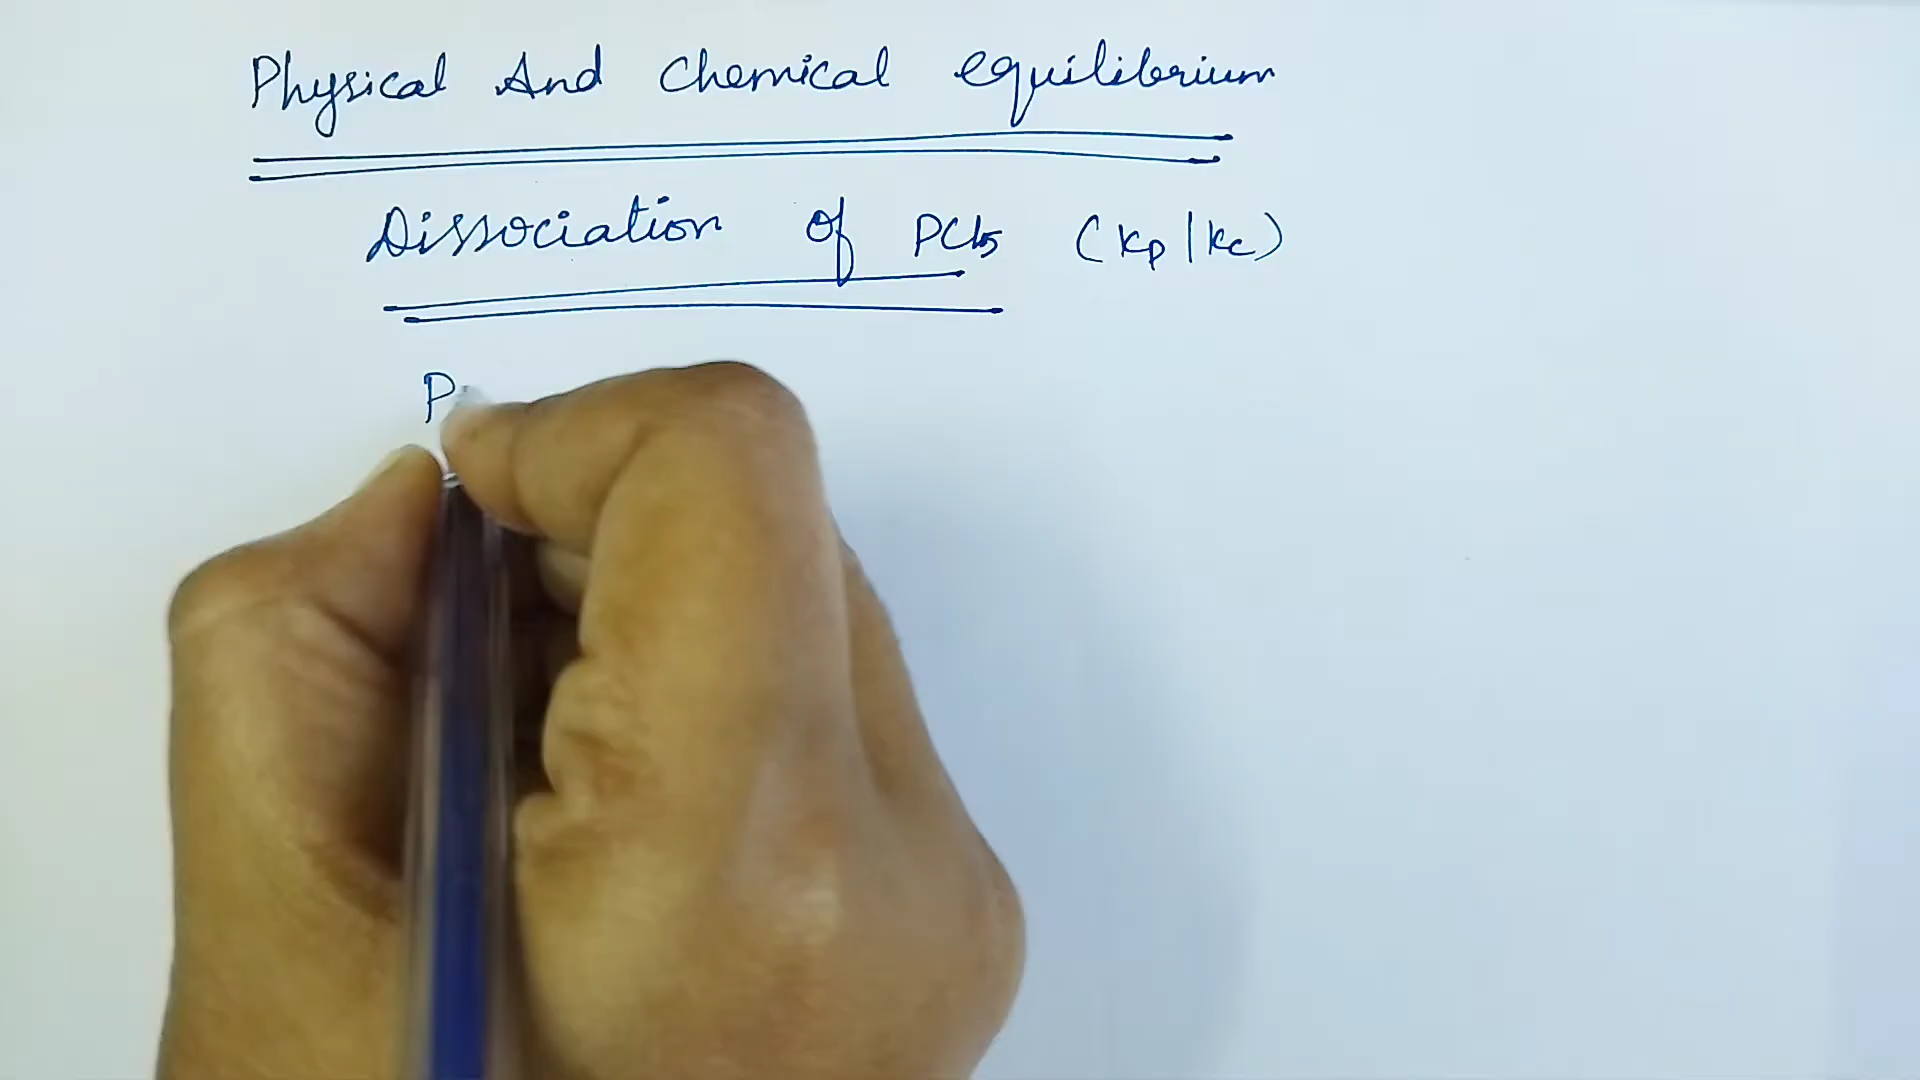 Physical And Chemical equilibrium
Dissociation of PCl5 (Kp/Kc)
P